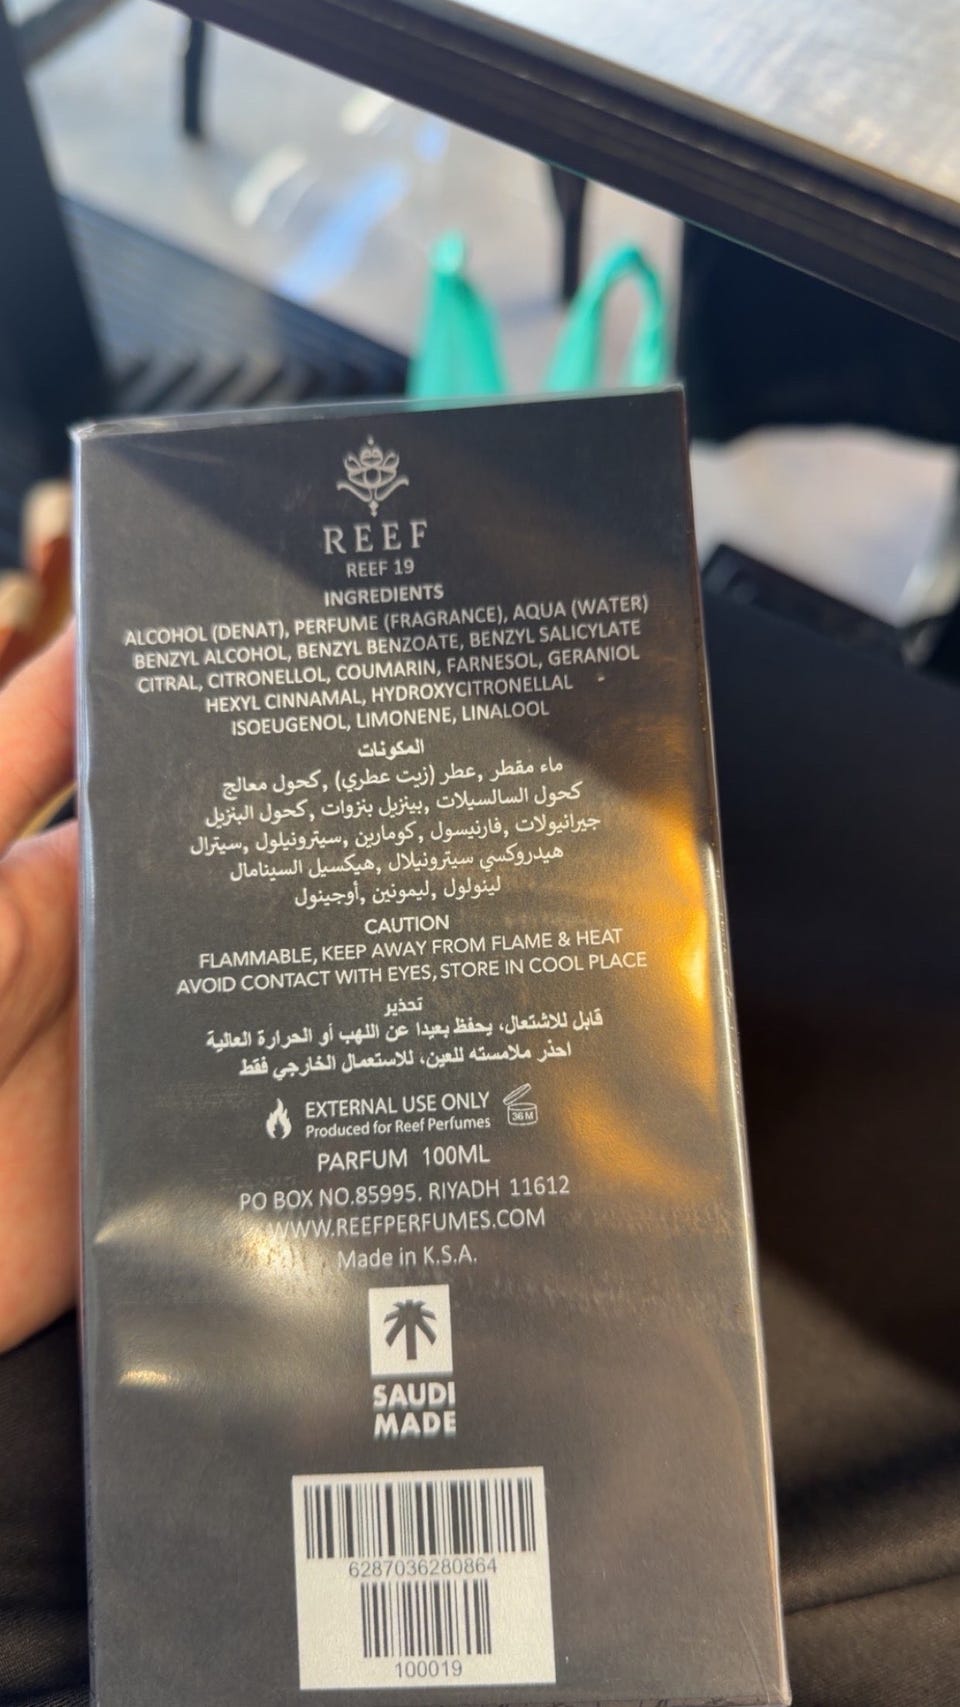 REEF
REEF 19
INGREDIENTS
ALCOHOL (DENAT), PERFUME (FRAGRANCE), AQUA (WATER)
BENZYL ALCOHOL, BENZYL BENZOATE, BENZYL SALICYLATE
CITRAL, CITRONELLOL, COUMARIN, FARNESOL, GERANIOL
HEXYL CINNAMAL, HYDROXYCITRONELLAL
ISOEUGENOL, LIMONENE, LINALOOL
المكونات
ماء مقطر ,عطر (زيت عطري) ,كحول معالج
كحول السالسيلات ,بينزيل بنزوات ,كحول البنزيل
جيرانيولات ,فارنيسول ,كومارين ,سيترونيلول ,سيترال
هيدروكسي سيترونيلال ,هيكسيل السينامال
لينولول ,ليمونين ,أوجينول
CAUTION
FLAMMABLE, KEEP AWAY FROM FLAME & HEAT
AVOID CONTACT WITH EYES, STORE IN COOL PLACE
تحذير
قابل للاشتعال، يحفظ بعيدا عن اللهب أو الحرارة العالية
احذر ملامسته للعين، للاستعمال الخارجي فقط
EXTERNAL USE ONLY
Produced for Reef Perfumes
36 M
PARFUM 100ML
PO BOX NO.85995. RIYADH 11612
WWW.REEFPERFUMES.COM
Made in K.S.A.
SAUDI
MADE
6287036280864
100019